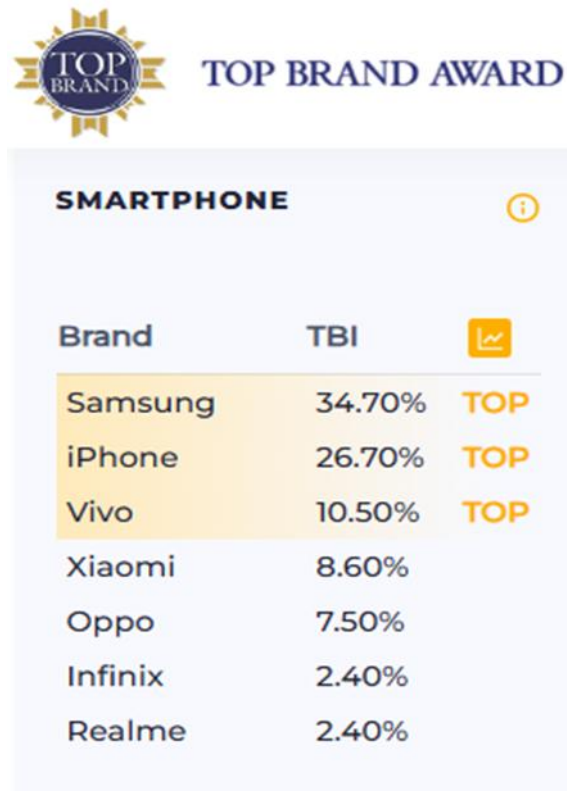 TOP
BRAND
TOP BRAND AWARD
SMARTPHONE
Brand TBI
Samsung 34.70% TOP
iPhone 26.70% TOP
Vivo 10.50% TOP
Xiaomi 8.60%
Oppo 7.50%
Infinix 2.40%
Realme 2.40%